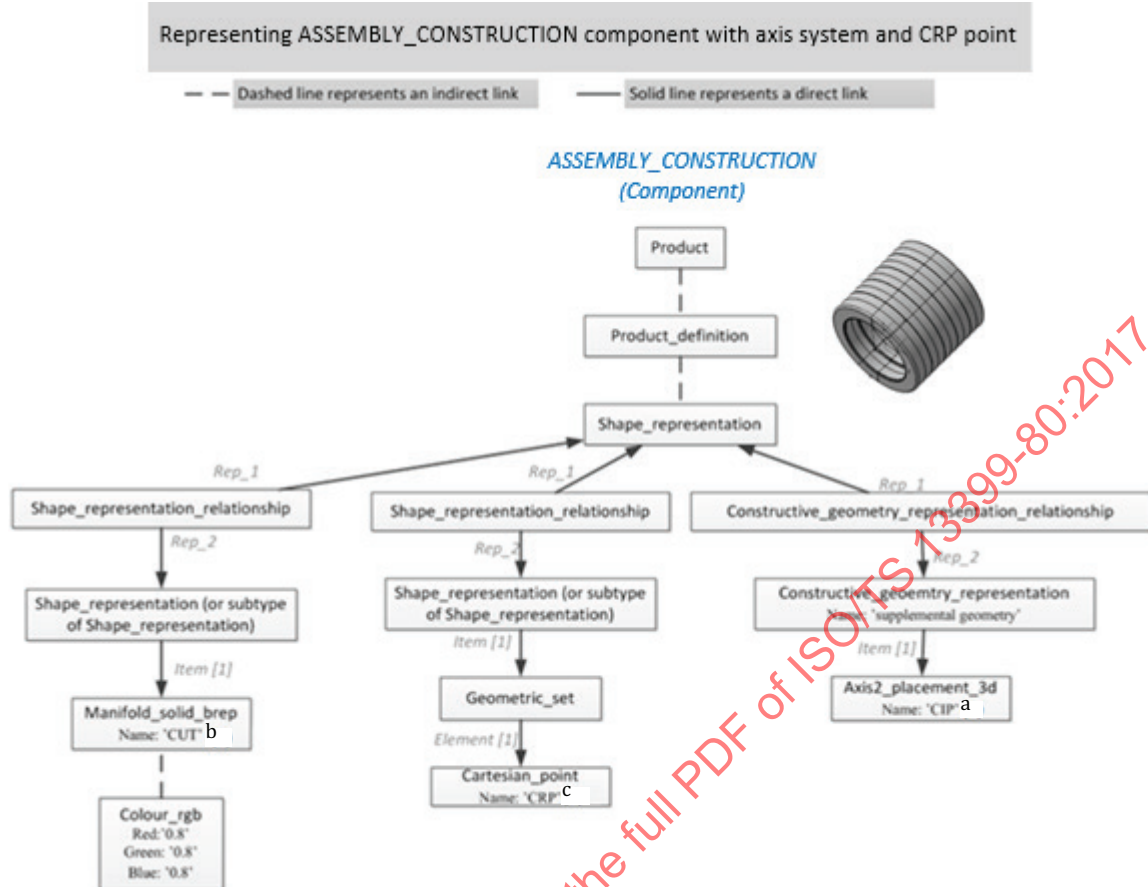 Representing ASSEMBLY_CONSTRUCTION component with axis system and CRP point
Dashed line represents an indirect link
Solid line represents a direct link
ASSEMBLY_CONSTRUCTION
(Component)
Product
Product_definition
Shape_representation
Rep_1
Rep_1
Rep_1
Shape_representation_relationship
Shape_representation_relationship
Constructive_geometry_representation_relationship
Rep_2
Rep_2
Rep_2
Shape_representation (or subtype
of Shape_representation)
Shape_representation (or subtype
of Shape_representation)
Constructive_geoemtry_representation
Name: "supplemental geometry"
Item [1]
Item [1]
Item [1]
Manifold_solid_brep
Name: "CUT" b
Geometric_set
Axis2_placement_3d
Name: "CIP" a
Element [1]
Cartesian_point
Name: "CRP" c
Colour_rgb
Red:"0.8"
Green: "0.8"
Blue: "0.8"
the full PDF of ISO/TS 13399-80:2017